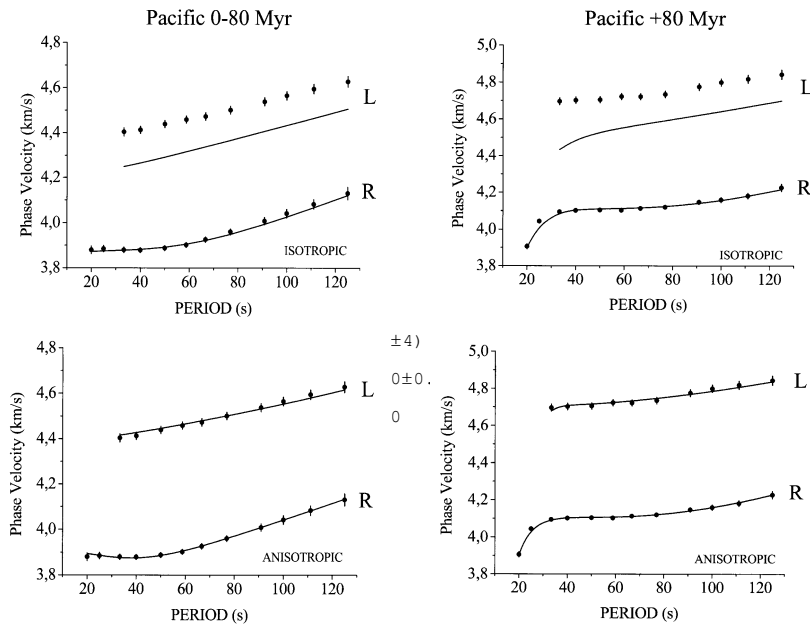 Pacific 0-80 Myr
4,8
4,6
4,4
4,2
4,0
3,8
Phase Velocity (km/s)
L
R
ISOTROPIC
20 40 60 80 100 120 140
PERIOD (s)
Pacific +80 Myr
5,0
4,8
4,6
4,4
4,2
4,0
3,8
Phase Velocity (km/s)
L
R
ISOTROPIC
20 40 60 80 100 120 140
PERIOD (s)
4,8
4,6
4,4
4,2
4,0
3,8
Phase Velocity (km/s)
L
R
ANISOTROPIC
20 40 60 80 100 120 140
PERIOD (s)
±4)
0±0.
0
5,0
4,8
4,6
4,4
4,2
4,0
3,8
Phase Velocity (km/s)
L
R
ANISOTROPIC
20 40 60 80 100 120 140
PERIOD (s)